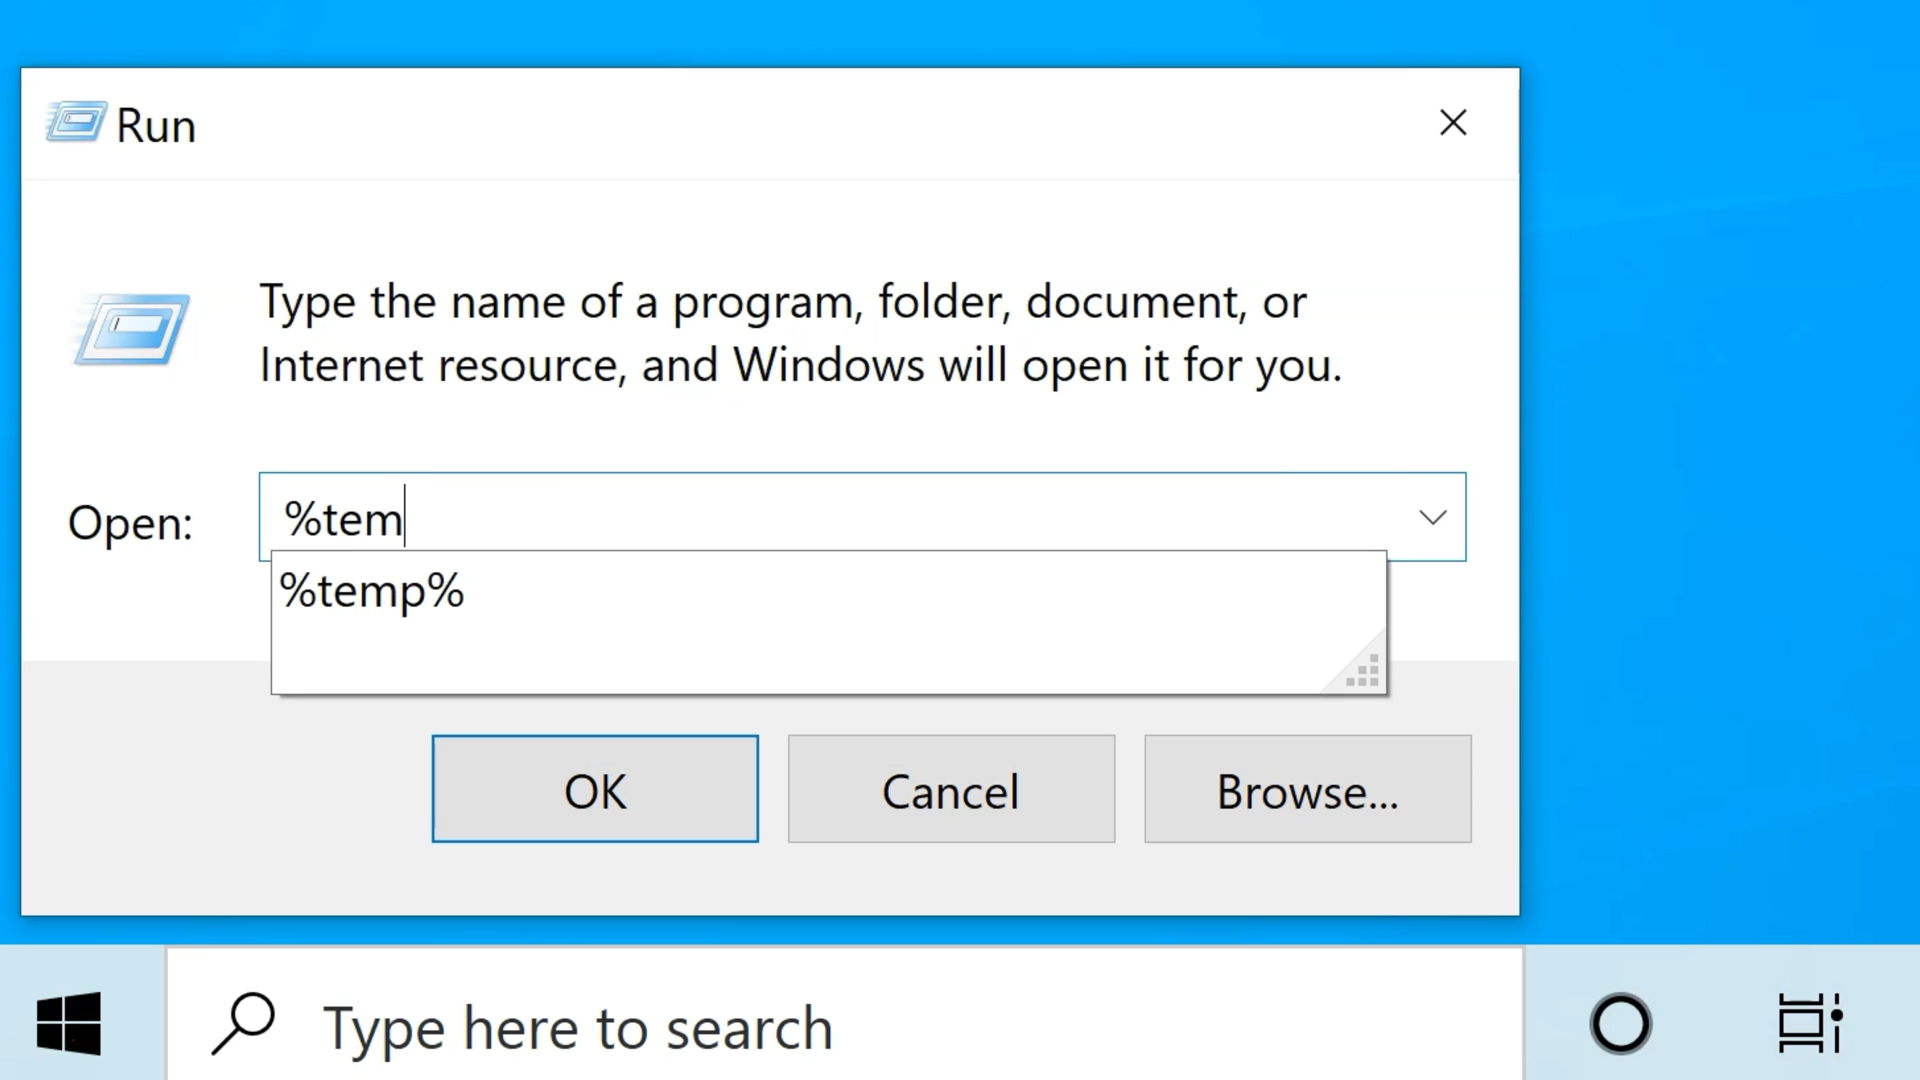 Run
Type the name of a program, folder, document, or
Internet resource, and Windows will open it for you.
Open:
%tem
%temp%
OK
Cancel
Browse...
Type here to search